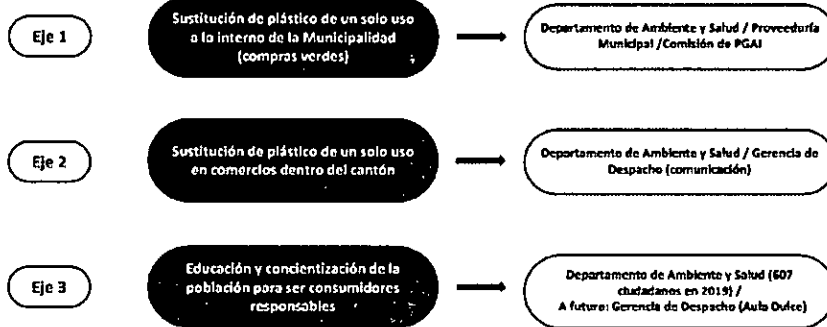 Eje 1
Sustitución de plástico de un solo uso
a lo interno de la Municipalidad
(compras verdes)
Departamento de Ambiente y Salud / Proveeduría
Municipal /Comisión de PGAI
Eje 2
Sustitución de plástico de un solo uso
en comercios dentro del cantón
Departamento de Ambiente y Salud / Gerencia de
Despacho (comunicación)
Eje 3
Educación y concientización de la
población para ser consumidores
responsables
Departamento de Ambiente y Salud (607
ciudadanos en 2019) /
A futuro: Gerencia de Despacho (Aula Dulce)